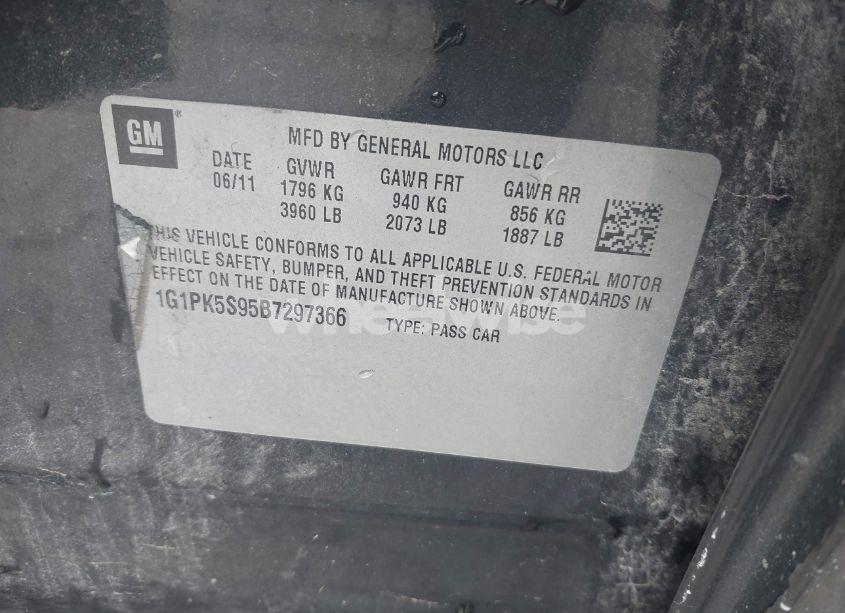 GM
MFD BY GENERAL MOTORS LLC
DATE GVWR GAWR FRT GAWR RR
06/11 1796 KG 940 KG 856 KG
3960 LB 2073 LB 1887 LB
THIS VEHICLE CONFORMS TO ALL APPLICABLE U.S. FEDERAL MOTOR
VEHICLE SAFETY, BUMPER, AND THEFT PREVENTION STANDARDS IN
EFFECT ON THE DATE OF MANUFACTURE SHOWN ABOVE.
1G1PK5S95B7297366 TYPE: PASS CAR
wheelwise